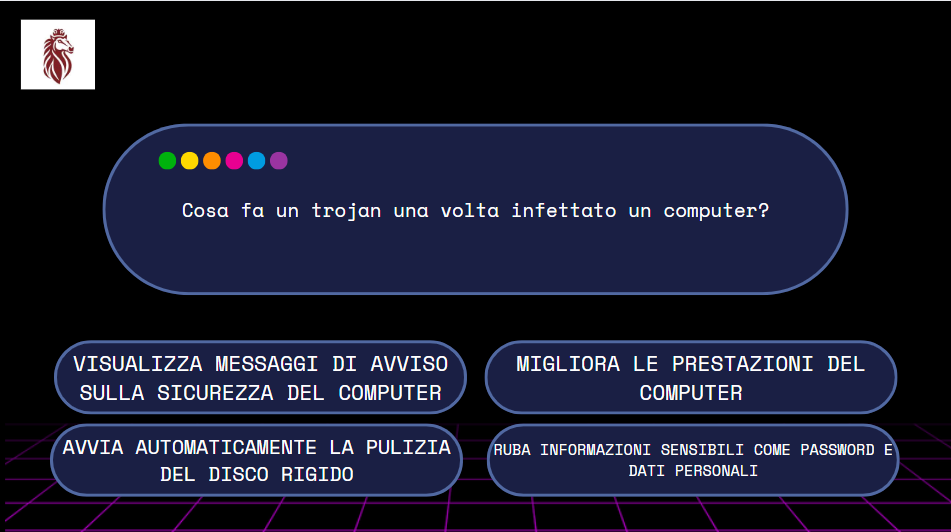 Cosa fa un trojan una volta infettato un computer?
VISUALIZZA MESSAGGI DI AVVISO
SULLA SICUREZZA DEL COMPUTER
MIGLIORA LE PRESTAZIONI DEL
COMPUTER
AVVIA AUTOMATICAMENTE LA PULIZIA
DEL DISCO RIGIDO
RUBA INFORMAZIONI SENSIBILI COME PASSWORD E
DATI PERSONALI